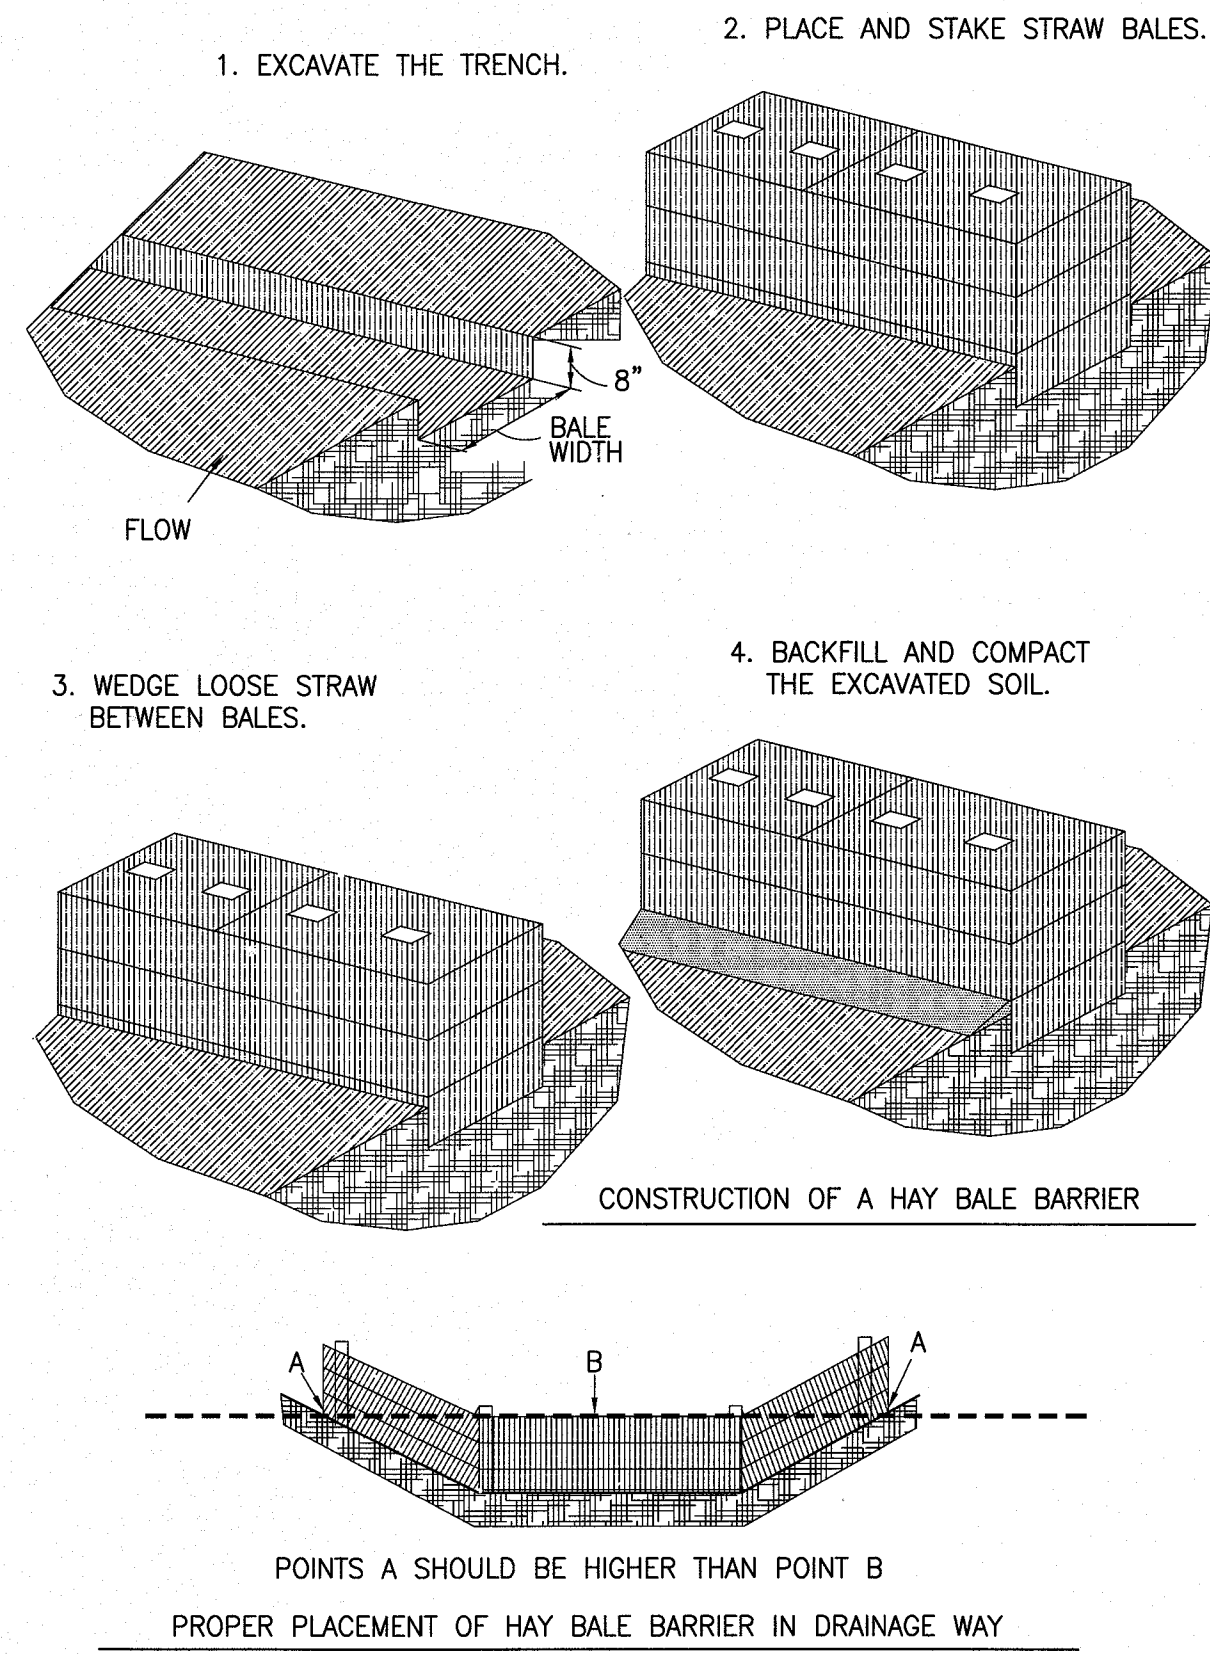 1. EXCAVATE THE TRENCH.
8"
BALE
WIDTH
FLOW
2. PLACE AND STAKE STRAW BALES.
3. WEDGE LOOSE STRAW
BETWEEN BALES.
4. BACKFILL AND COMPACT
THE EXCAVATED SOIL.
CONSTRUCTION OF A HAY BALE BARRIER
A
B
A
POINTS A SHOULD BE HIGHER THAN POINT B
PROPER PLACEMENT OF HAY BALE BARRIER IN DRAINAGE WAY